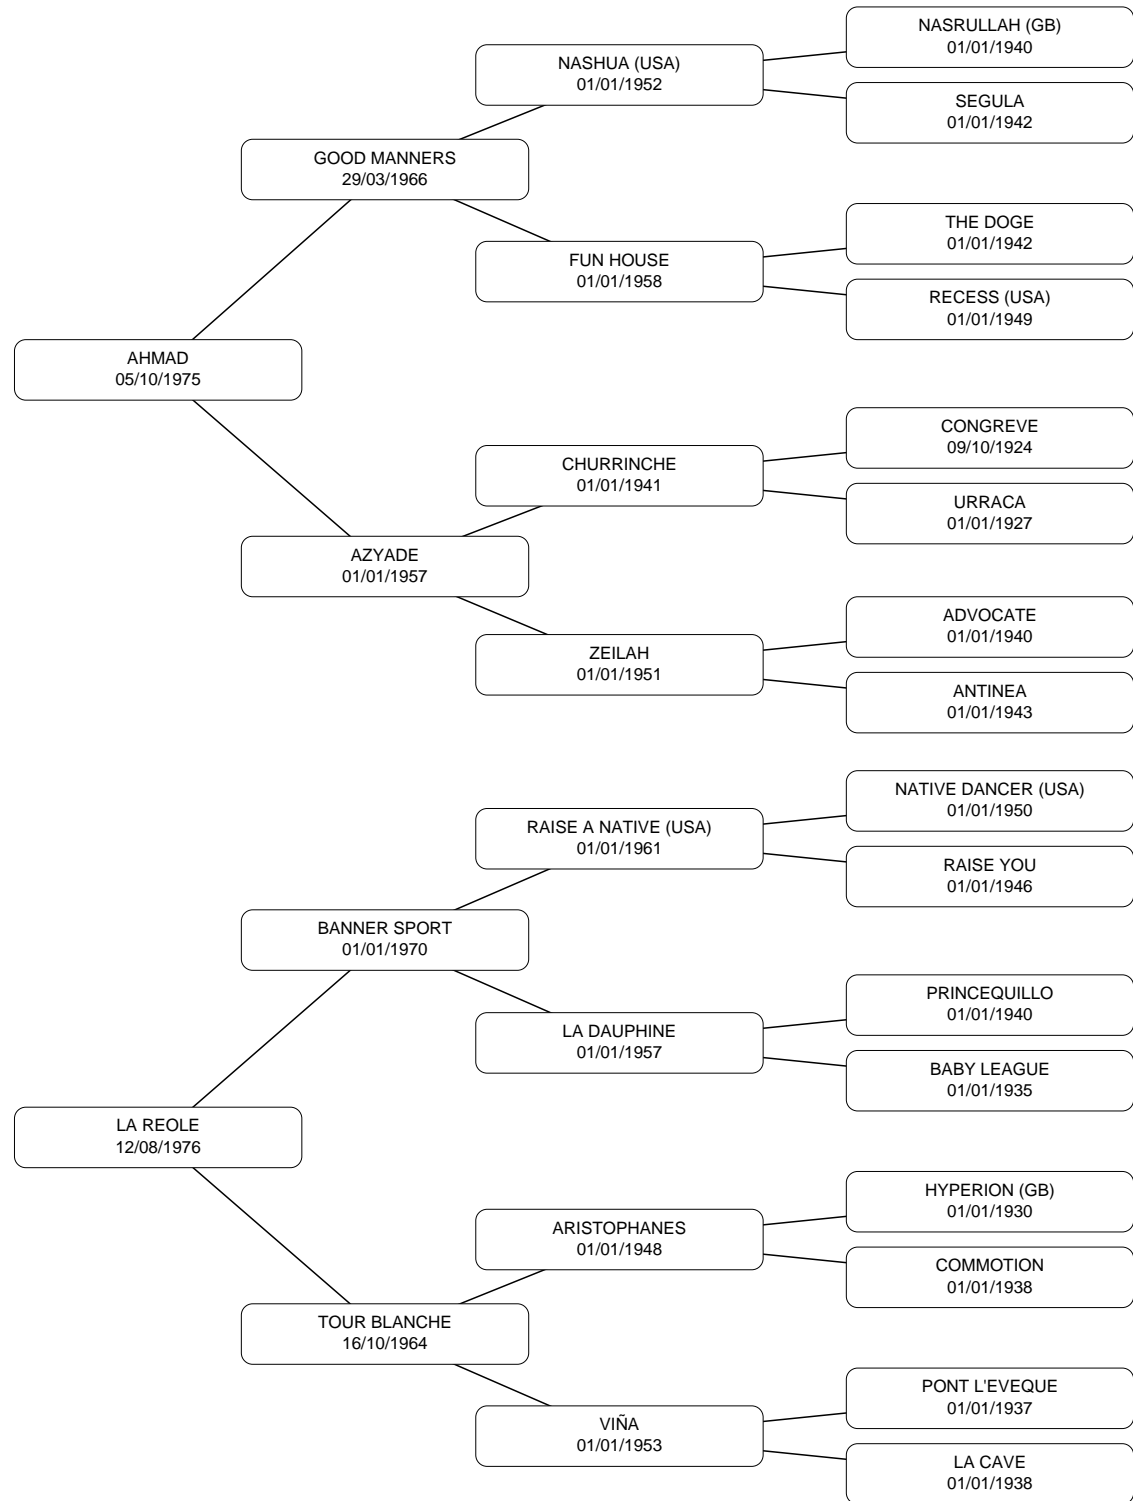 NASRULLAH (GB)
01/01/1940
NASHUA (USA)
01/01/1952
SEGULA
01/01/1942
GOOD MANNERS
29/03/1966
THE DOGE
01/01/1942
FUN HOUSE
01/01/1958
RECESS (USA)
01/01/1949
AHMAD
05/10/1975
CONGREVE
09/10/1924
CHURRINCHE
01/01/1941
URRACA
01/01/1927
AZYADE
01/01/1957
ADVOCATE
01/01/1940
ZEILAH
01/01/1951
ANTINEA
01/01/1943
NATIVE DANCER (USA)
01/01/1950
RAISE A NATIVE (USA)
01/01/1961
RAISE YOU
01/01/1946
BANNER SPORT
01/01/1970
PRINCEQUILLO
01/01/1940
LA DAUPHINE
01/01/1957
BABY LEAGUE
01/01/1935
LA REOLE
12/08/1976
HYPERION (GB)
01/01/1930
ARISTOPHANES
01/01/1948
COMMOTION
01/01/1938
TOUR BLANCHE
16/10/1964
PONT L'EVEQUE
01/01/1937
VIÑA
01/01/1953
LA CAVE
01/01/1938